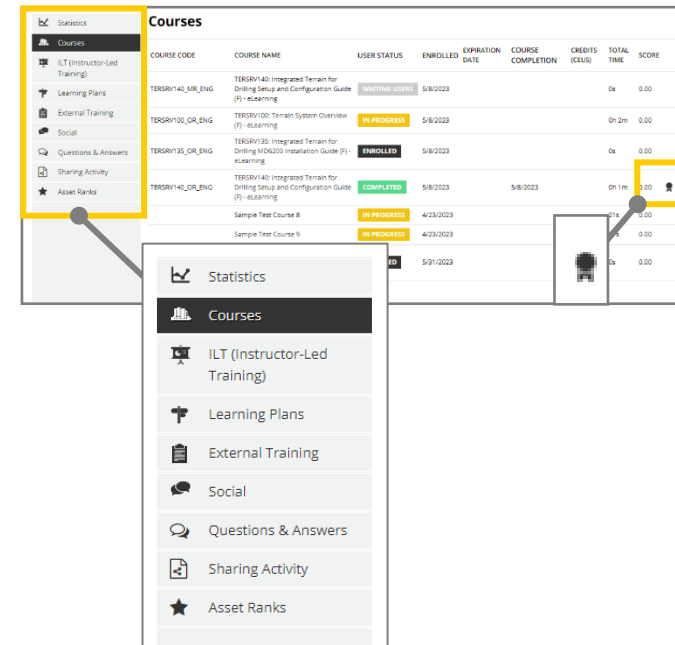 Statistics
Courses
ILT (Instructor-Led
Training)
Learning Plans
External Training
Social
Questions & Answers
Sharing Activity
Asset Ranks
Courses
COURSE CODE COURSE NAME USER STATUS ENROLLED EXPIRATION DATE COURSE COMPLETION CREDITS (CEUS) TOTAL TIME SCORE
TERSRV140: Integrated Terrain for
TERSRV140_MR_ENG Drilling Setup and Configuration Guide WAITING USERS 5/8/2023 0s 0.00
(F) - eLearning
TERSRV100: Terrain System Overview
TERSRV100_OR_ENG IN PROGRESS 5/8/2023 0h 2m 0.00
(F) - eLearning
TERSRV135: Integrated Terrain for
TERSRV135_OR_ENG Drilling MD6200 Installation Guide (F) - ENROLLED 5/8/2023 0s 0.00
eLearning
TERSRV140: Integrated Terrain for
TERSRV140_OR_ENG Drilling Setup and Configuration Guide COMPLETED 5/8/2023 5/8/2023 0h 1m 0.00
(F) - eLearning
Sample Test Course 8 IN PROGRESS 4/23/2023 21s 0.00
Sample Test Course 9 IN PROGRESS 4/23/2023 0.00
ED 5/31/2023 0s 0.00
Statistics
Courses
ILT (Instructor-Led
Training)
Learning Plans
External Training
Social
Questions & Answers
Sharing Activity
Asset Ranks